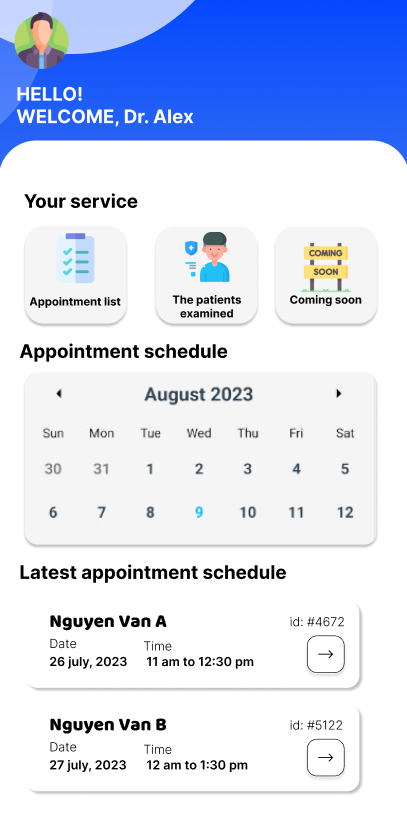 HELLO!
WELCOME, Dr. Alex
Your service
Appointment list
The patients
examined
COMING
SOON
Coming soon
Appointment schedule
August 2023
Sun Mon Tue Wed Thu Fri Sat
30 31 1 2 3 4 5
6 7 8 9 10 11 12
Latest appointment schedule
Nguyen Van A id: #4672
Date Time
26 july, 2023 11 am to 12:30 pm
Nguyen Van B id: #5122
Date Time
27 july, 2023 12 am to 1:30 pm